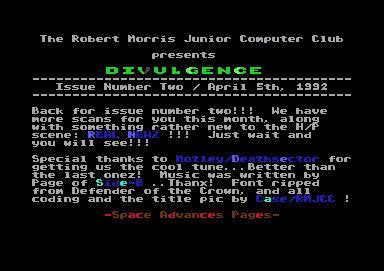 The Robert Morris Junior Computer Club
presents
DIVULGENCE
Issue Number Two / April 5th, 1992
Back for issue number two!!!  We have
more scans for you this month, along
with something rather new to the H/P
scene: REAL NEWZ !!!  Just wait and
you will see!!!
Special thanks to Motley/Deathsector for
getting us the cool tune...Better than
the last onez!  Music was written by
Page of Side-B ..Thanx!  Font ripped
from Defender of the Crown, and all
coding and the title pic by Case/RMJCC !
-Space Advances Pages-